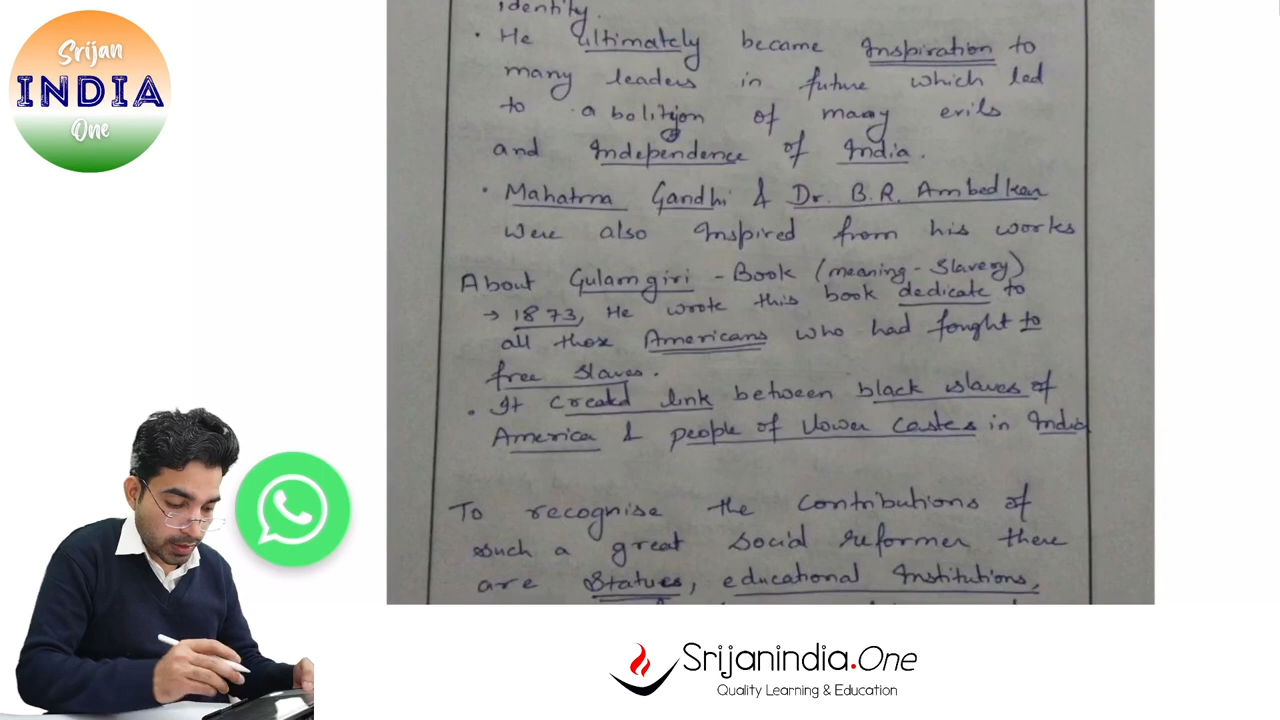 Srijan
INDIA
One
identity.
• He ultimately became Inspiration to
many leaders in future which led
to abolition of many evils
and Independence of India.
• Mahatma Gandhi & Dr. B.R. Ambedkar
were also Inspired from his works
About Gulamgiri - Book (meaning - Slavery)
→ 1873, He wrote this book dedicate to
all those Americans who had fought to
free slaves.
• It created link between black slaves of
America & people of lower castes in India
To recognise the contributions of
such a great social reformer there
are Statues, educational Institutions,
Srijanindia.One
Quality Learning & Education